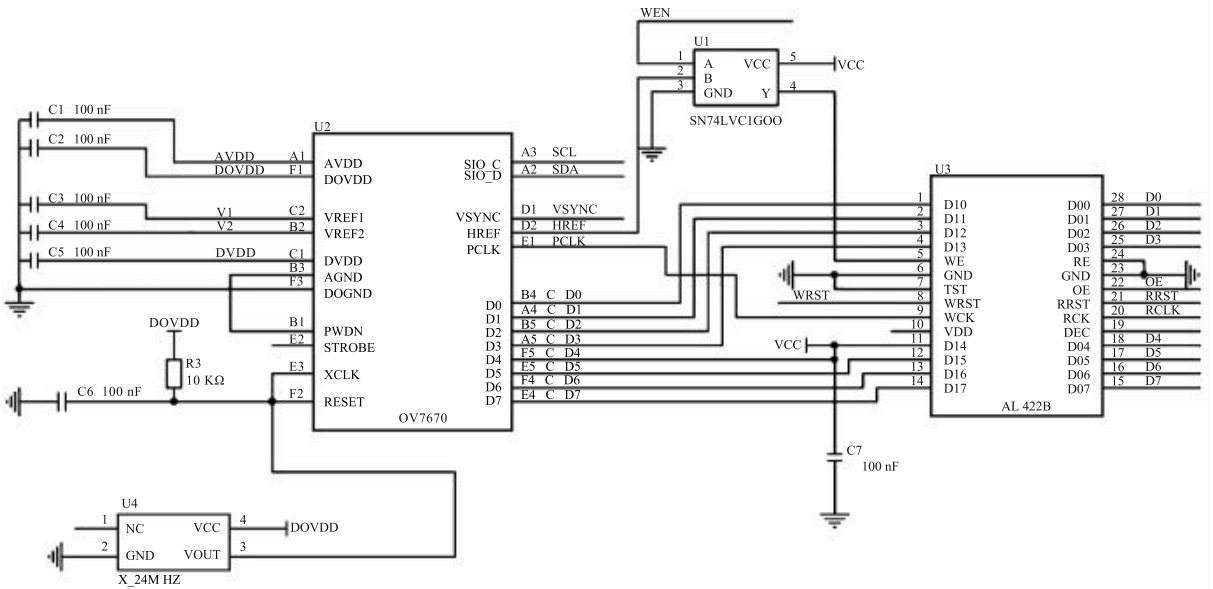 WEN
U1
1 A VCC 5 VCC
2 B
3 GND Y 4
SN74LVC1GOO
C1 100 nF
C2 100 nF
C3 100 nF
C4 100 nF
C5 100 nF
U2
AVDD A1 AVDD
DOVDD F1 DOVDD
V1 C2 VREF1
V2 B2 VREF2
DVDD C1 DVDD
B3 AGND
F3 DOGND
B1 PWDN
E2 STROBE
E3 XCLK
F2 RESET
SIO_C A3 SCL
SIO_D A2 SDA
VSYNC D1 VSYNC
HREF D2 HREF
PCLK E1 PCLK
D0 B4 C D0
D1 A4 C D1
D2 B5 C D2
D3 A5 C D3
D4 F5 C D4
D5 E5 C D5
D6 F4 C D6
D7 E4 C D7
OV7670
DOVDD
R3
10 KΩ
C6 100 nF
U4
1 NC VCC 4 DOVDD
2 GND VOUT 3
X_24M HZ
U3
1 D10 D00 28 D0
2 D11 D01 27 D1
3 D12 D02 26 D2
4 D13 D03 25 D3
5 WE RE 24
6 GND GND 23
7 TST OE 22 OE
WRST 8 WRST RRST 21 RRST
9 WCK RCK 20 RCLK
10 VDD DEC 19
VCC 11 D14 D04 18 D4
12 D15 D05 17 D5
13 D16 D06 16 D6
14 D17 D07 15 D7
AL 422B
C7
100 nF